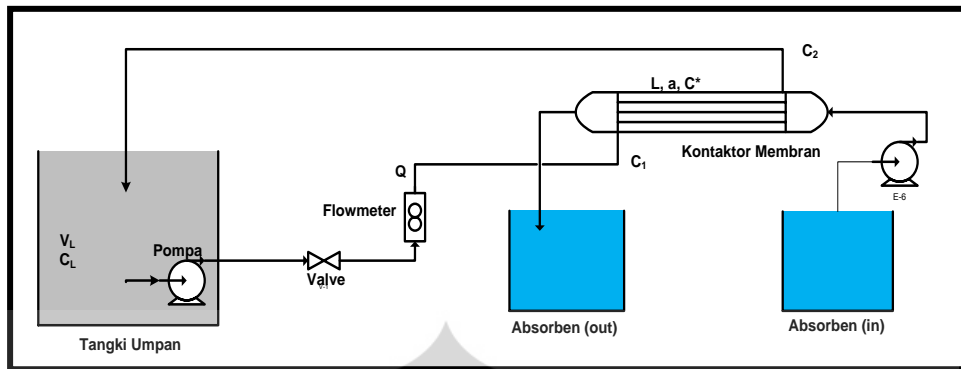 C2
L, a, C*
Kontaktor Membran
Q
C1
E-6
Flowmeter
VL
CL
Pompa
Valve
Absorben (out)
Absorben (in)
Tangki Umpan